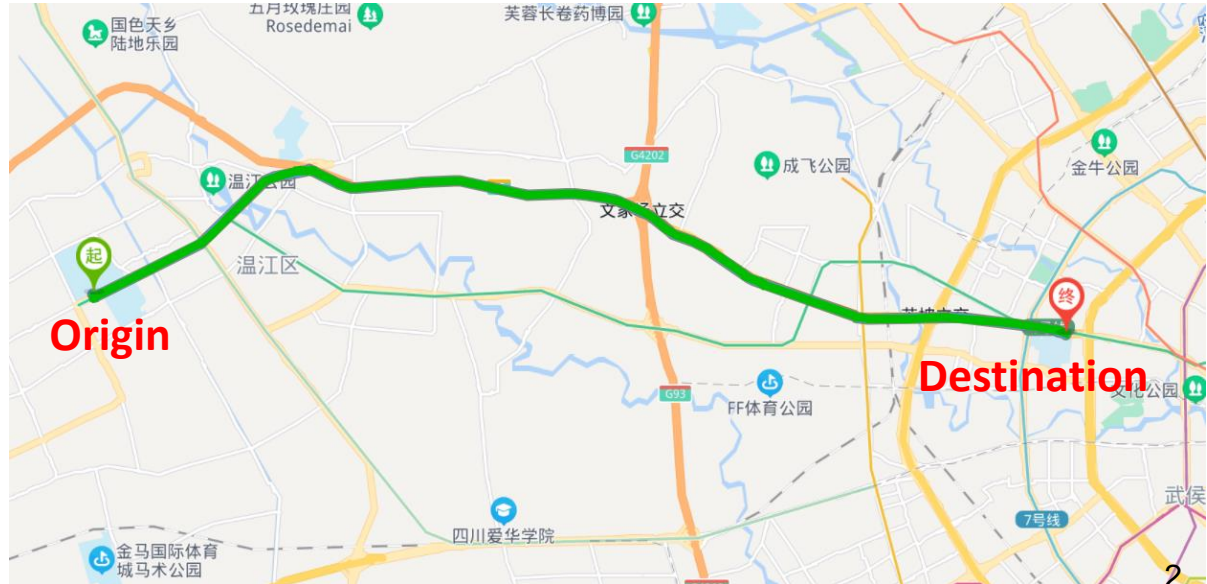 五月玫瑰庄园
Rosedemai
芙蓉长卷药博园
国色天乡
陆地乐园
G4202
成飞公园
金牛公园
温江公园
文家场立交
起
温江区
终
Origin
Destination
文化公园
G93
FF体育公园
武侯
7号线
四川爱华学院
金马国际体育
城马术公园
2